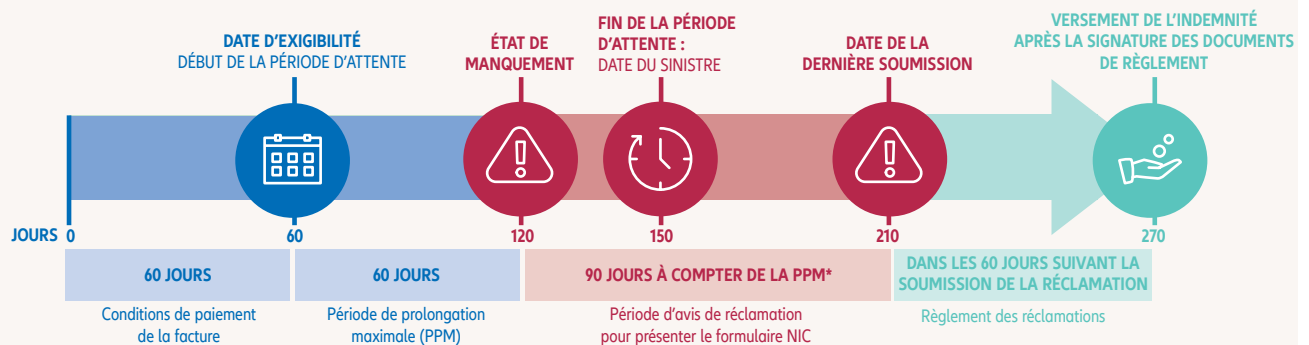 DATE D'EXIGIBILITÉ
DÉBUT DE LA PÉRIODE D'ATTENTE
ÉTAT DE
MANQUEMENT
FIN DE LA PÉRIODE
D'ATTENTE :
DATE DU SINISTRE
DATE DE LA
DERNIÈRE SOUMISSION
VERSEMENT DE L'INDEMNITÉ
APRÈS LA SIGNATURE DES DOCUMENTS
DE RÈGLEMENT
JOURS 0 60 120 150 210 270
60 JOURS
Conditions de paiement
de la facture
60 JOURS
Période de prolongation
maximale (PPM)
90 JOURS À COMPTER DE LA PPM*
Période d'avis de réclamation
pour présenter le formulaire NIC
DANS LES 60 JOURS SUIVANT LA
SOUMISSION DE LA RÉCLAMATION
Règlement des réclamations